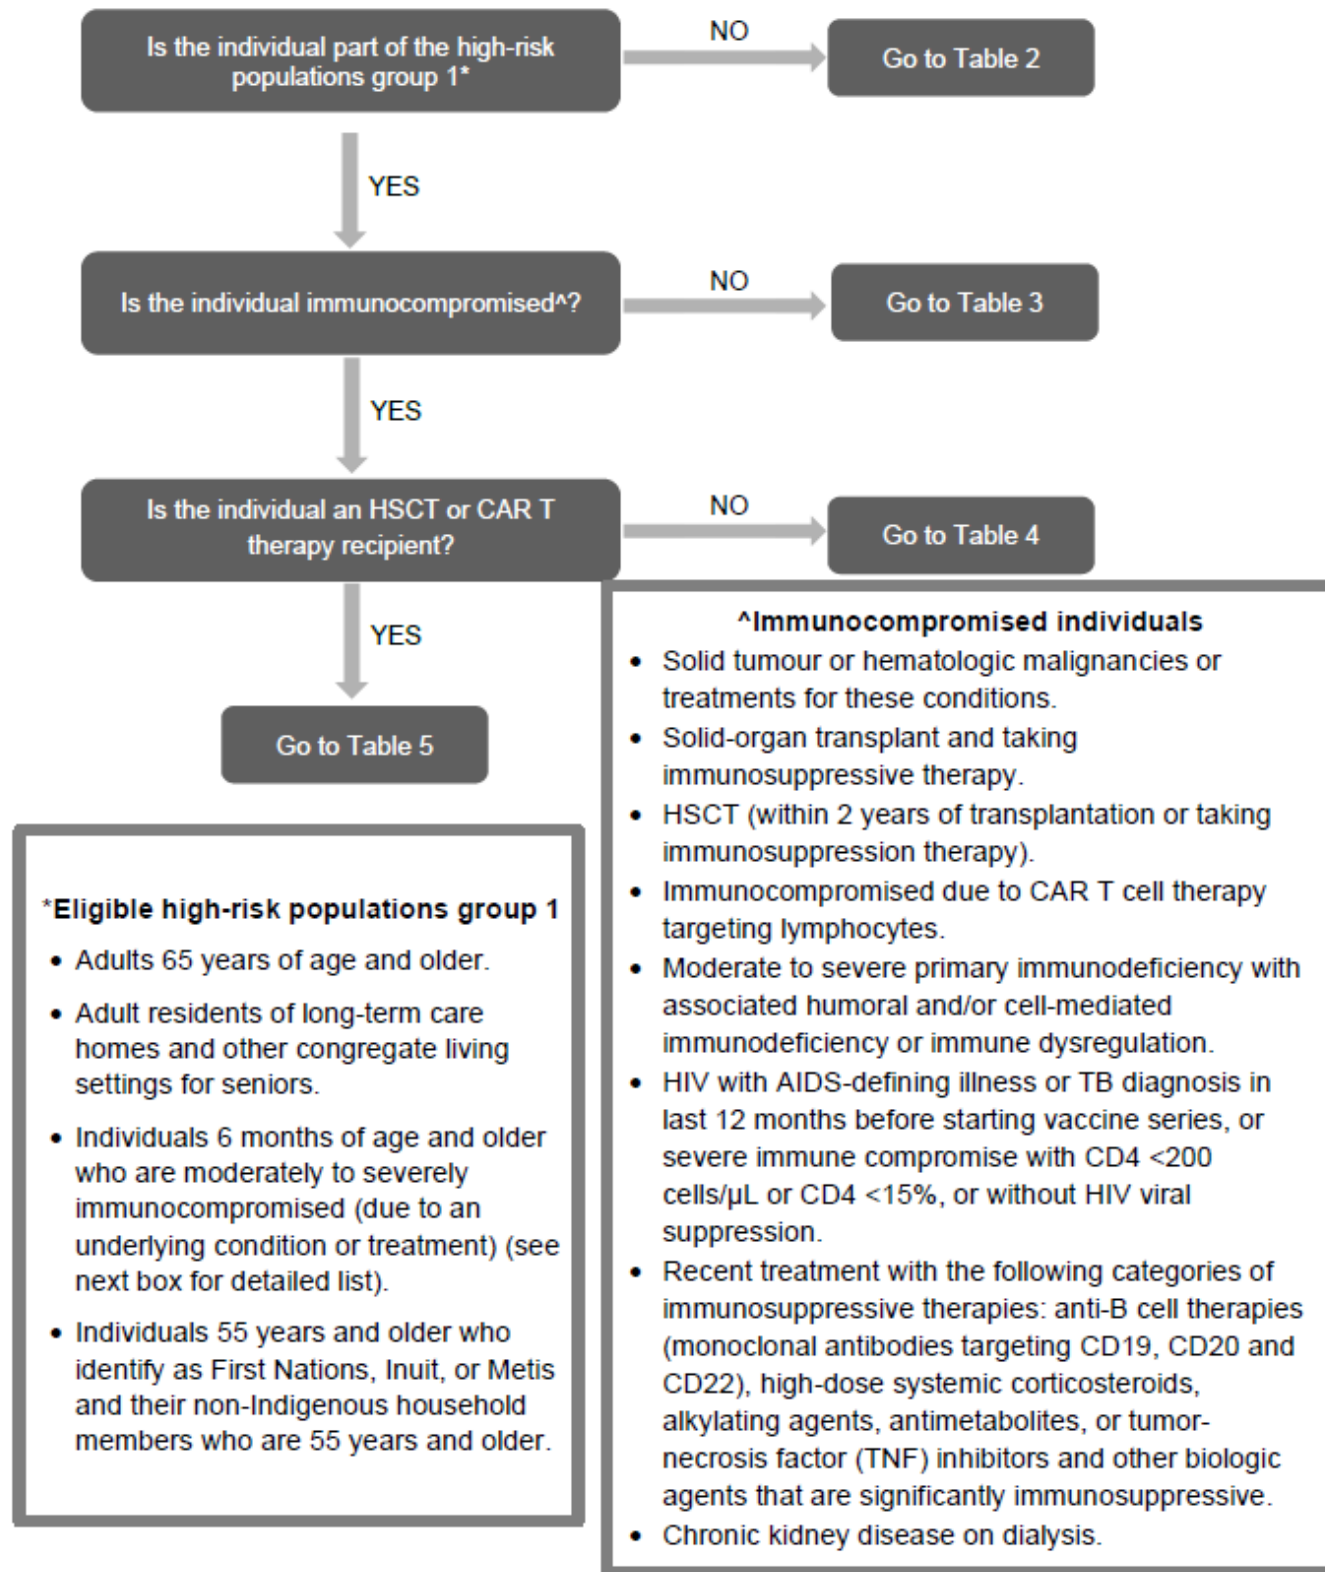 Is the individual part of the high-risk
populations group 1*
NO
Go to Table 2
YES
Is the individual immunocompromised^?
NO
Go to Table 3
YES
Is the individual an HSCT or CAR T
therapy recipient?
NO
Go to Table 4
YES
Go to Table 5
*Eligible high-risk populations group 1
• Adults 65 years of age and older.
• Adult residents of long-term care
homes and other congregate living
settings for seniors.
• Individuals 6 months of age and older
who are moderately to severely
immunocompromised (due to an
underlying condition or treatment) (see
next box for detailed list).
• Individuals 55 years and older who
identify as First Nations, Inuit, or Metis
and their non-Indigenous household
members who are 55 years and older.
^Immunocompromised individuals
• Solid tumour or hematologic malignancies or
treatments for these conditions.
• Solid-organ transplant and taking
immunosuppressive therapy.
• HSCT (within 2 years of transplantation or taking
immunosuppression therapy).
• Immunocompromised due to CAR T cell therapy
targeting lymphocytes.
• Moderate to severe primary immunodeficiency with
associated humoral and/or cell-mediated
immunodeficiency or immune dysregulation.
• HIV with AIDS-defining illness or TB diagnosis in
last 12 months before starting vaccine series, or
severe immune compromise with CD4 <200
cells/µL or CD4 <15%, or without HIV viral
suppression.
• Recent treatment with the following categories of
immunosuppressive therapies: anti-B cell therapies
(monoclonal antibodies targeting CD19, CD20 and
CD22), high-dose systemic corticosteroids,
alkylating agents, antimetabolites, or tumor-
necrosis factor (TNF) inhibitors and other biologic
agents that are significantly immunosuppressive.
• Chronic kidney disease on dialysis.